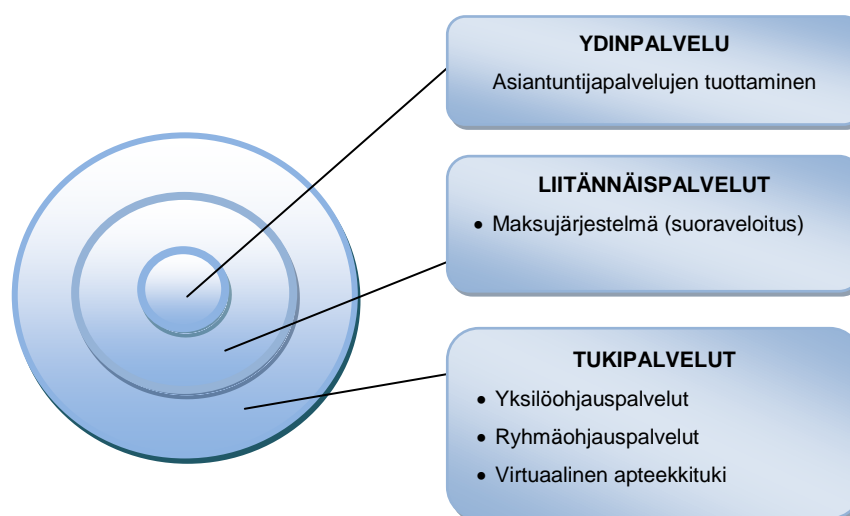 YDINPALVELU
Asiantuntijapalvelujen tuottaminen
LIITÄNNÄISPALVELUT
• Maksujärjestelmä (suoraveloitus)
TUKIPALVELUT
• Yksilöohjauspalvelut
• Ryhmäohjauspalvelut
• Virtuaalinen apteekkituki